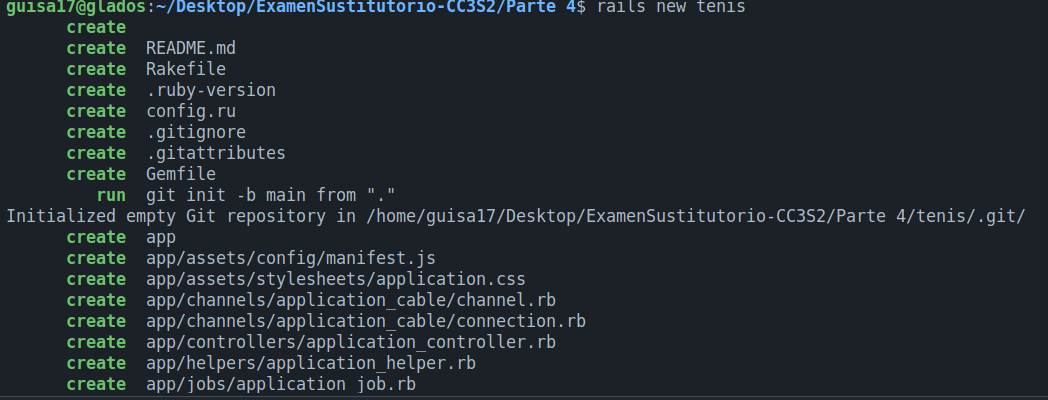 guisa17@glados:~/Desktop/ExamenSustitutorio-CC3S2/Parte 4$ rails new tenis
create
create README.md
create Rakefile
create .ruby-version
create config.ru
create .gitignore
create .gitattributes
create Gemfile
run git init -b main from "."
Initialized empty Git repository in /home/guisa17/Desktop/ExamenSustitutorio-CC3S2/Parte 4/tenis/.git/
create app
create app/assets/config/manifest.js
create app/assets/stylesheets/application.css
create app/channels/application_cable/channel.rb
create app/channels/application_cable/connection.rb
create app/controllers/application_controller.rb
create app/helpers/application_helper.rb
create app/jobs/application_job.rb